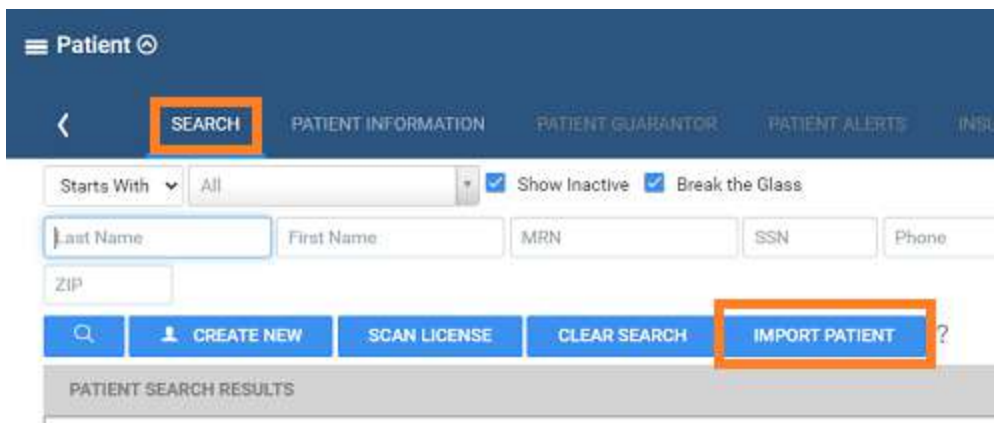 Patient
SEARCH PATIENT INFORMATION PATIENT GUARANTOR PATIENT ALERTS INSU
Starts With All Show Inactive Break the Glass
Last Name First Name MRN SSN Phone
ZIP
CREATE NEW SCAN LICENSE CLEAR SEARCH IMPORT PATIENT ?
PATIENT SEARCH RESULTS